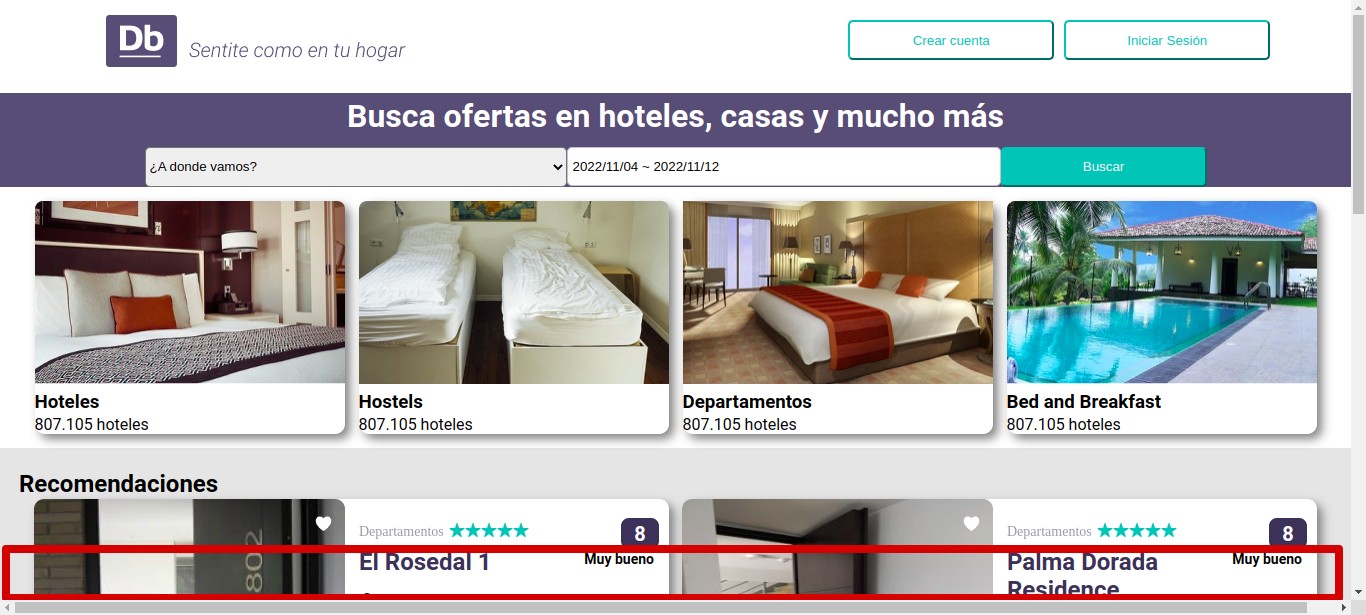 Db
Sentite como en tu hogar
Crear cuenta
Iniciar Sesión
Busca ofertas en hoteles, casas y mucho más
¿A donde vamos?
2022/11/04 ~ 2022/11/12
Buscar
Hoteles
807.105 hoteles
Hostels
807.105 hoteles
Departamentos
807.105 hoteles
Bed and Breakfast
807.105 hoteles
Recomendaciones
802
Departamentos
8
El Rosedal 1
Muy bueno
Departamentos
8
Palma Dorada
Residence
Muy bueno